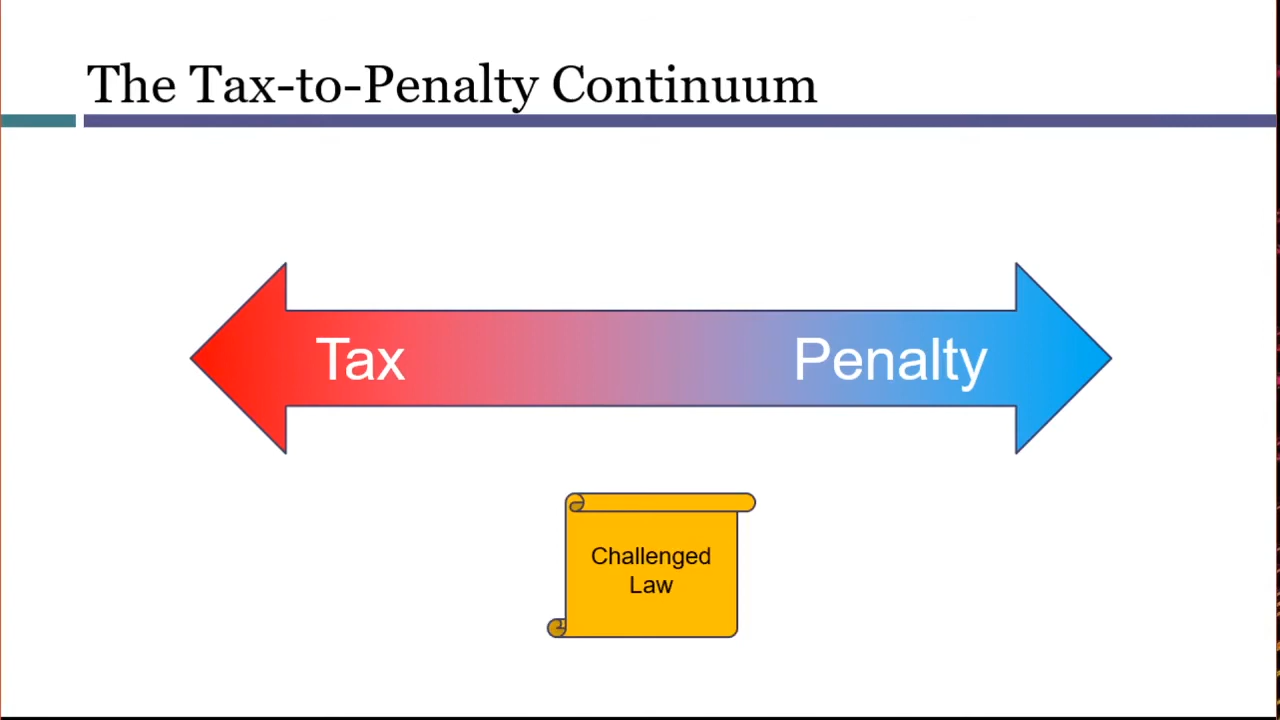 The Tax-to-Penalty Continuum
Tax
Penalty
Challenged
Law